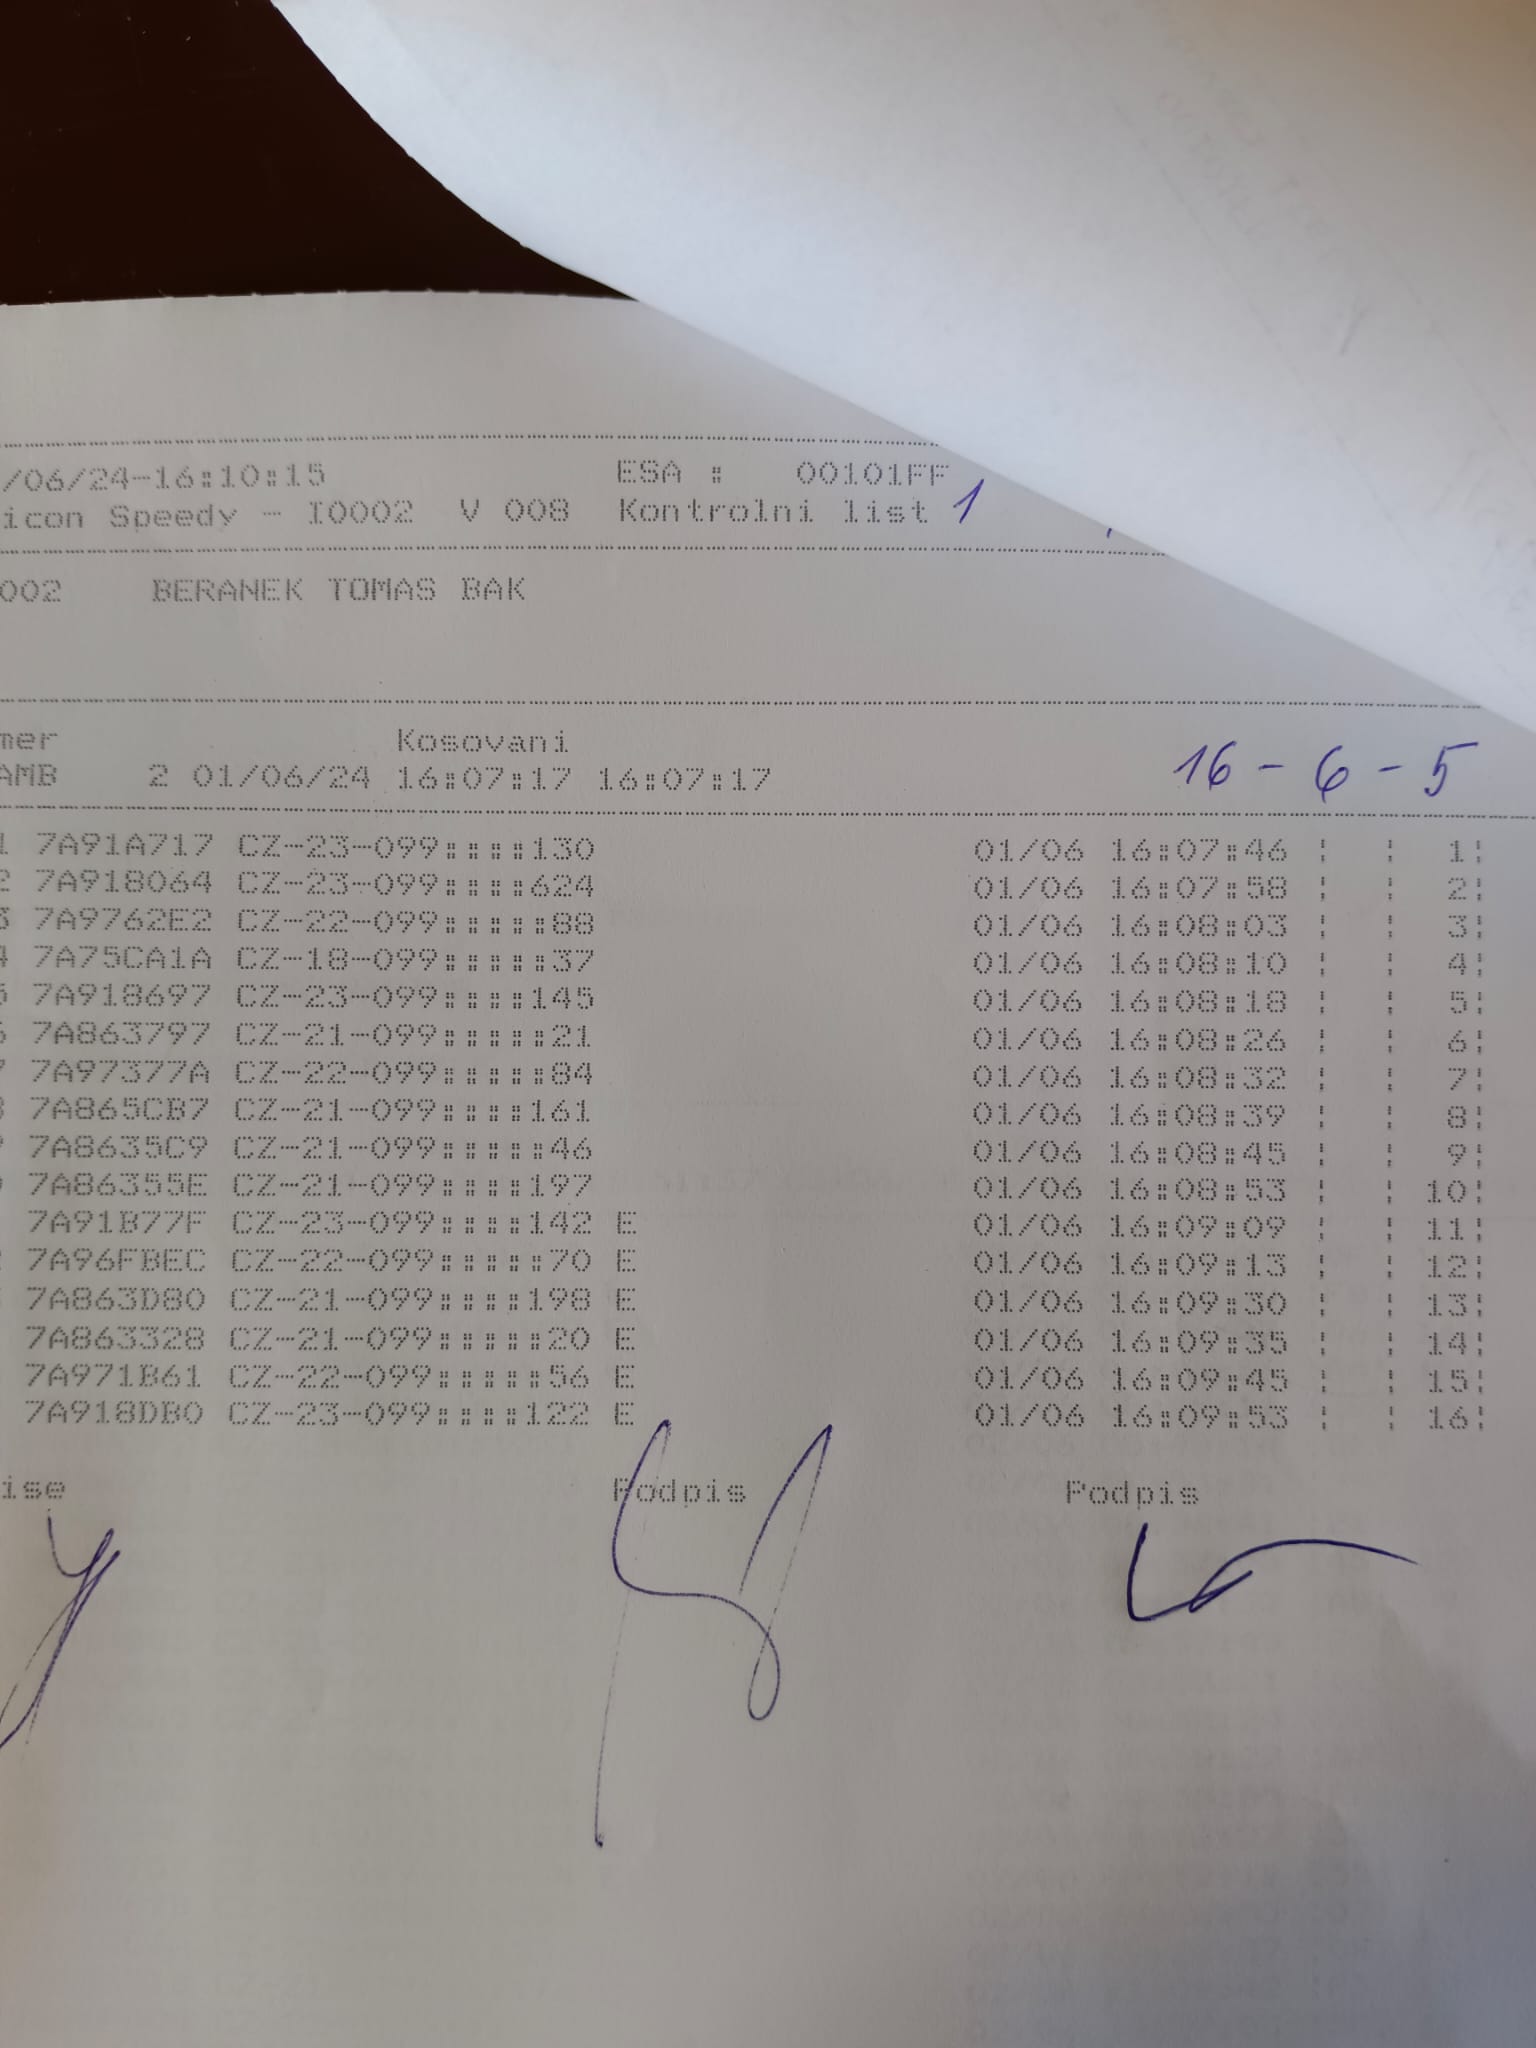 /06/24-16:10:15 ESA : 00101FF
icon Speedy - I0002 V 008 Kontrolni list 1
002 BERANEK TOMAS BAK
mer Kosovani
AMB 2 01/06/24 16:07:17 16:07:17 16-6-5
1 7A91A717 CZ-23-099::::130 01/06 16:07:46 : : 1:
2 7A918064 CZ-23-099::::624 01/06 16:07:58 : : 2:
3 7A9762E2 CZ-22-099:::::88 01/06 16:08:03 : : 3:
4 7A75CA1A CZ-18-099:::::37 01/06 16:08:10 : : 4:
5 7A918697 CZ-23-099::::145 01/06 16:08:18 : : 5:
6 7A863797 CZ-21-099:::::21 01/06 16:08:26 : : 6:
7 7A97377A CZ-22-099:::::84 01/06 16:08:32 : : 7:
8 7A865CB7 CZ-21-099::::161 01/06 16:08:39 : : 8:
9 7A8635C9 CZ-21-099:::::46 01/06 16:08:45 : : 9:
0 7A86355E CZ-21-099::::197 01/06 16:08:53 : : 10:
7A91B77F CZ-23-099::::142 E 01/06 16:09:09 : : 11:
7A96FBEC CZ-22-099:::::70 E 01/06 16:09:13 : : 12:
7A863D80 CZ-21-099::::198 E 01/06 16:09:30 : : 13:
7A863328 CZ-21-099:::::20 E 01/06 16:09:35 : : 14:
7A971B61 CZ-22-099:::::56 E 01/06 16:09:45 : : 15:
7A918DB0 CZ-23-099::::122 E 01/06 16:09:53 : : 16:
ise Podpis Podpis